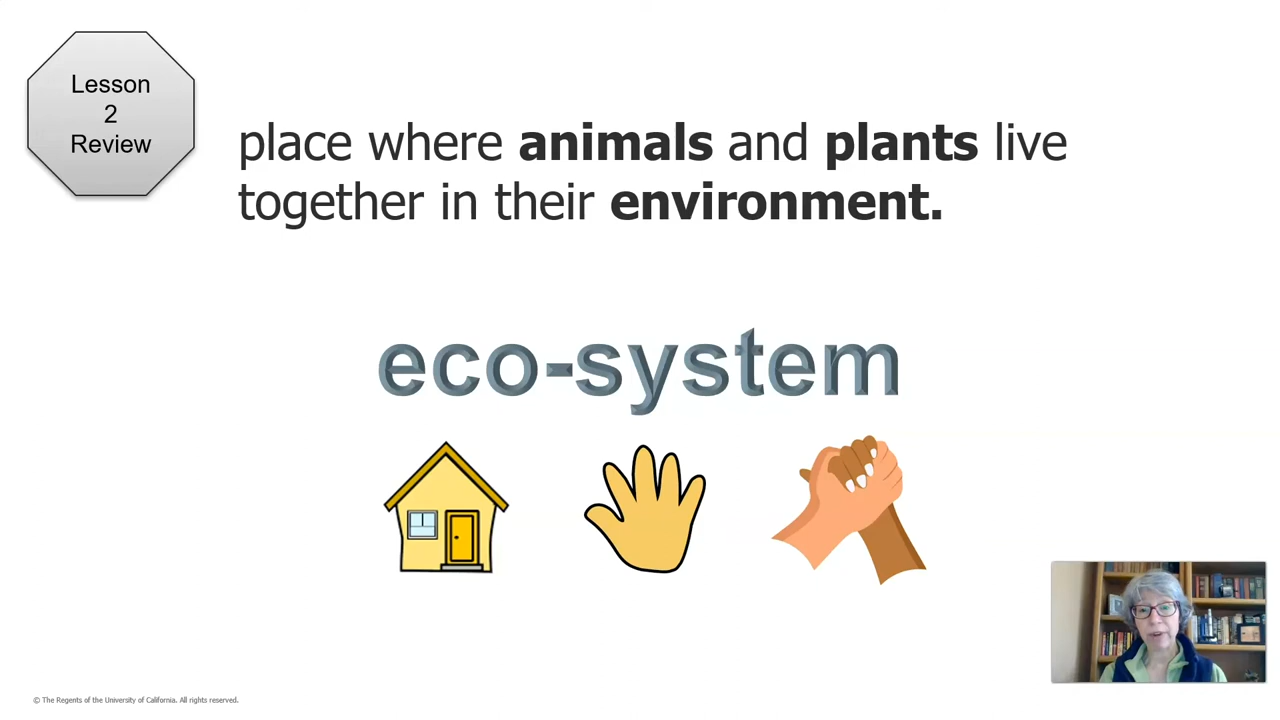 Lesson
2
Review
place where animals and plants live
together in their environment.
eco-system
© The Regents of the University of California. All rights reserved.